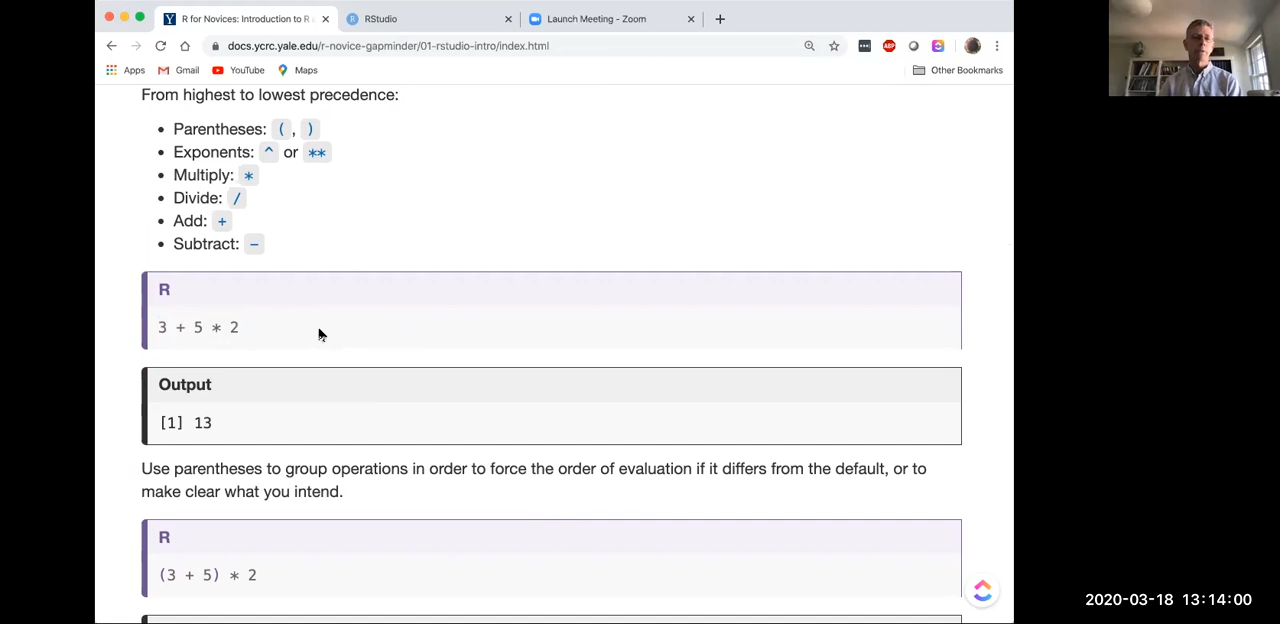 R for Novices: Introduction to R
RStudio
Launch Meeting - Zoom
docs.ycrc.yale.edu/r-novice-gapminder/01-rstudio-intro/index.html
ABP
Apps
Gmail
YouTube
Maps
Other Bookmarks
From highest to lowest precedence:
• Parentheses: ( , )
• Exponents: ^ or **
• Multiply: *
• Divide: /
• Add: +
• Subtract: -
R
3 + 5 * 2
Output
[1] 13
Use parentheses to group operations in order to force the order of evaluation if it differs from the default, or to
make clear what you intend.
R
(3 + 5) * 2
2020-03-18 13:14:00